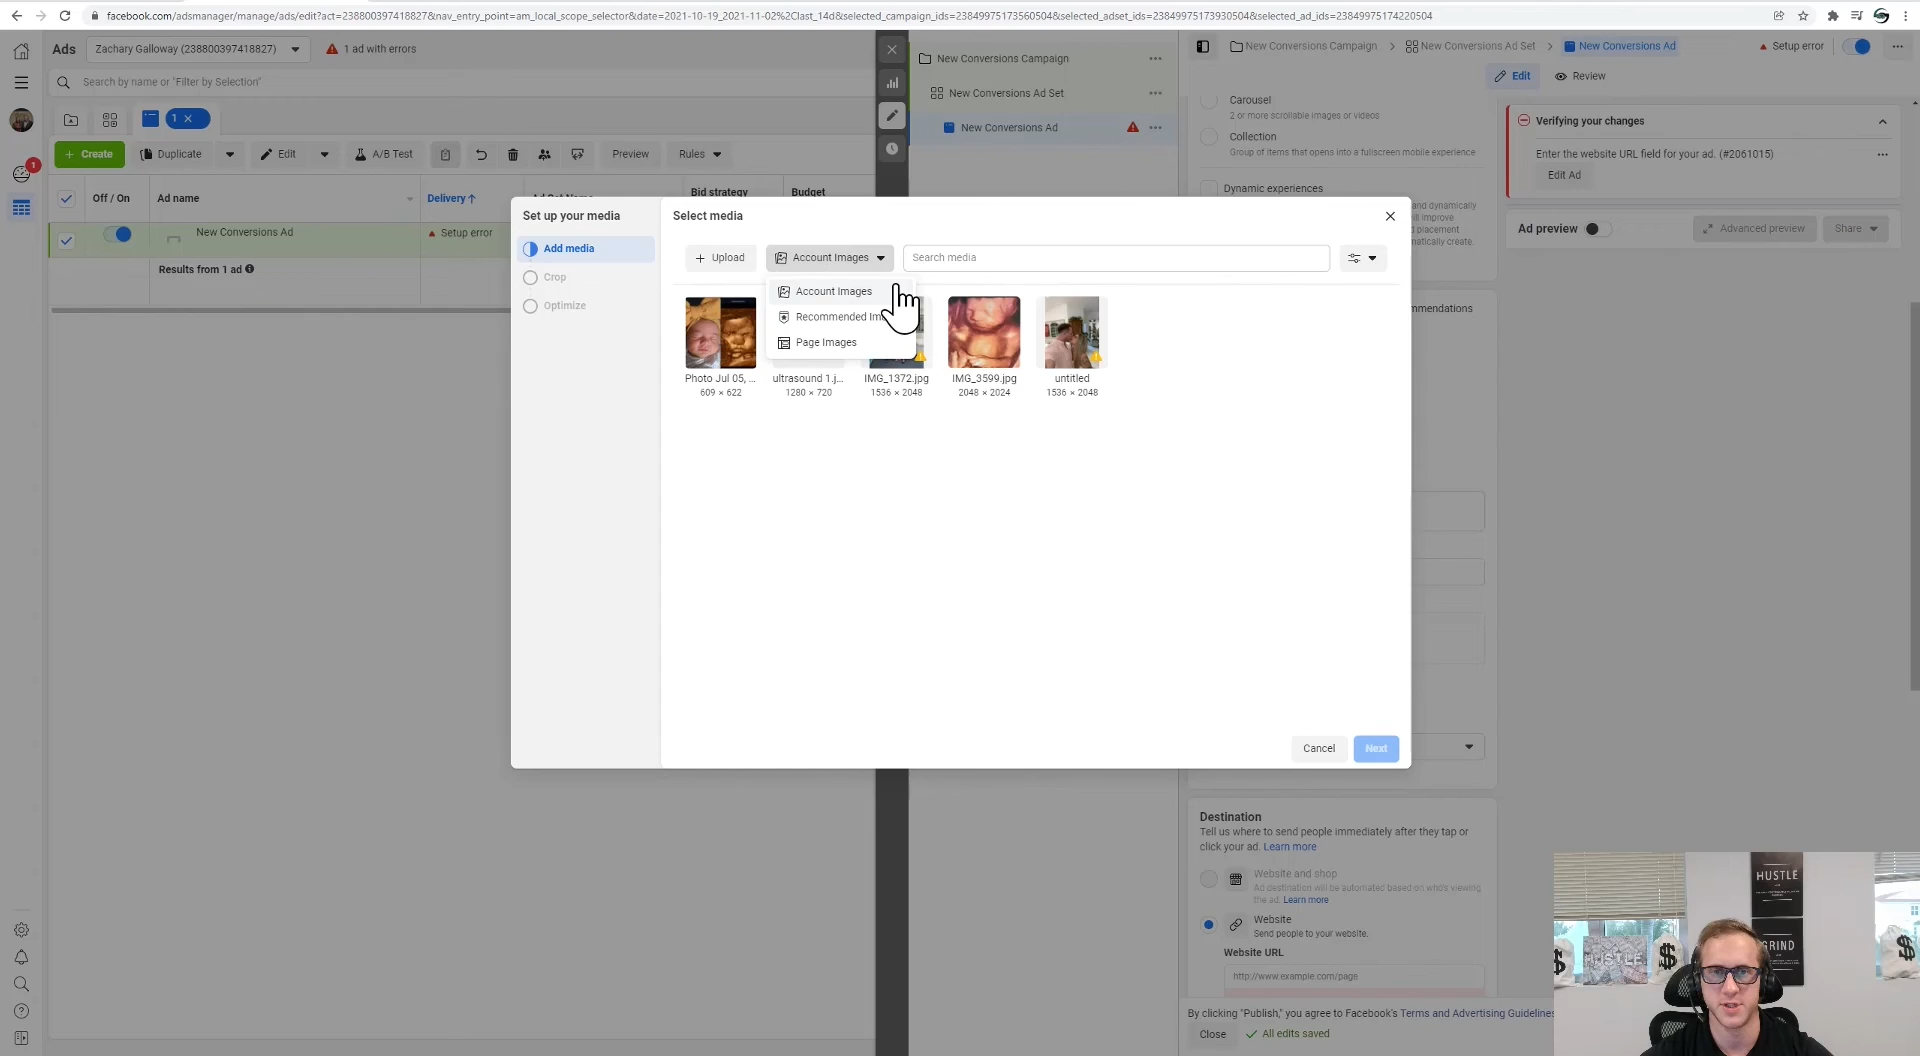 facebook.com/adsmanager/manage/ads/edit?act=238800397418827&nav_entry_point=am_local_scope_selector&date=2021-10-19_2021-11-02%2Clast_14d&selected_campaign_ids=23849975173560504&selected_adset_ids=23849975173930504&selected_ad_ids=23849975174220504
Ads
Zachary Galloway (238800397418827)
1 ad with errors
Search by name or "Filter by Selection"
1
Create
Duplicate
Edit
A/B Test
Preview
Rules
1
Off / On
Ad name
Delivery
Bid strategy
Budget
New Conversions Ad
Setup error
Results from 1 ad
New Conversions Campaign
New Conversions Ad Set
New Conversions Ad
New Conversions Campaign
New Conversions Ad Set
New Conversions Ad
Setup error
Edit
Review
Carousel
2 or more scrollable images or videos
Collection
Group of items that opens into a fullscreen mobile experience
Dynamic experiences
and dynamically
ill improve
placement
matically create.
mmendations
Verifying your changes
Enter the website URL field for your ad. (#2061015)
Edit Ad
Ad preview
Advanced preview
Share
Set up your media
Add media
Crop
Optimize
Select media
Upload
Account Images
Search media
Account Images
Recommended Im
Page Images
Photo Jul 05, ...
609 × 622
ultrasound 1.j...
1280 × 720
IMG_1372.jpg
1536 × 2048
IMG_3599.jpg
2048 × 2024
untitled
1536 × 2048
Cancel
Next
Destination
Tell us where to send people immediately after they tap or
click your ad. Learn more
Website and shop
Ad destination will be automated based on who's viewing
the ad. Learn more
Website
Send people to your website.
Website URL
http://www.example.com/page
By clicking "Publish," you agree to Facebook's Terms and Advertising Guidelines
Close
All edits saved
HUSTLE
GRIND
HUSTLE
$
$
$